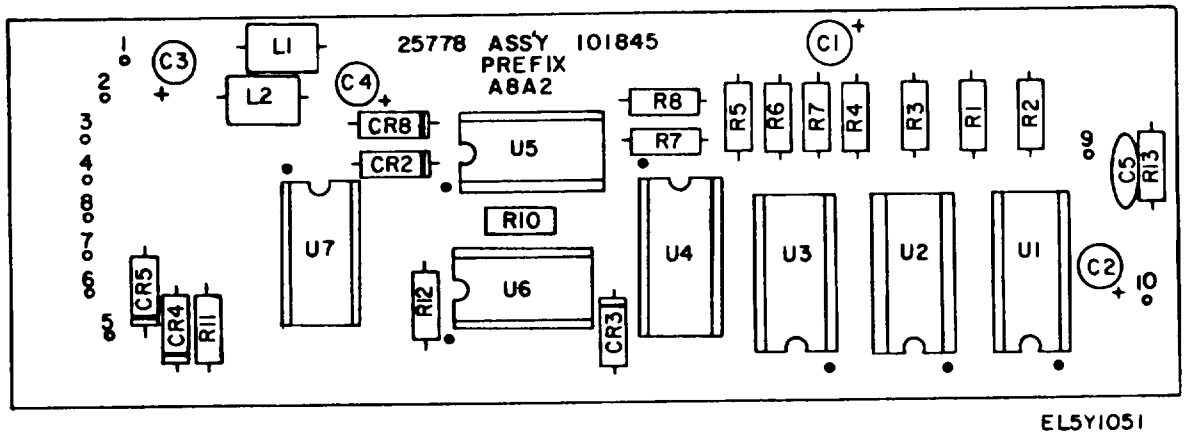 25778 ASS'Y 101845
PREFIX
A8A2
1
C3
+
L1
2
L2
C4
+
C1
+
3
CR8
U5
R8
R5
R6
R7
R4
R3
R1
R2
4
CR2
R7
9
C5
R13
8
R10
7
U7
U4
U3
U2
U1
C2
+
10
6
CR5
R12
U6
5
CR4
R11
CR3
EL5Y1051